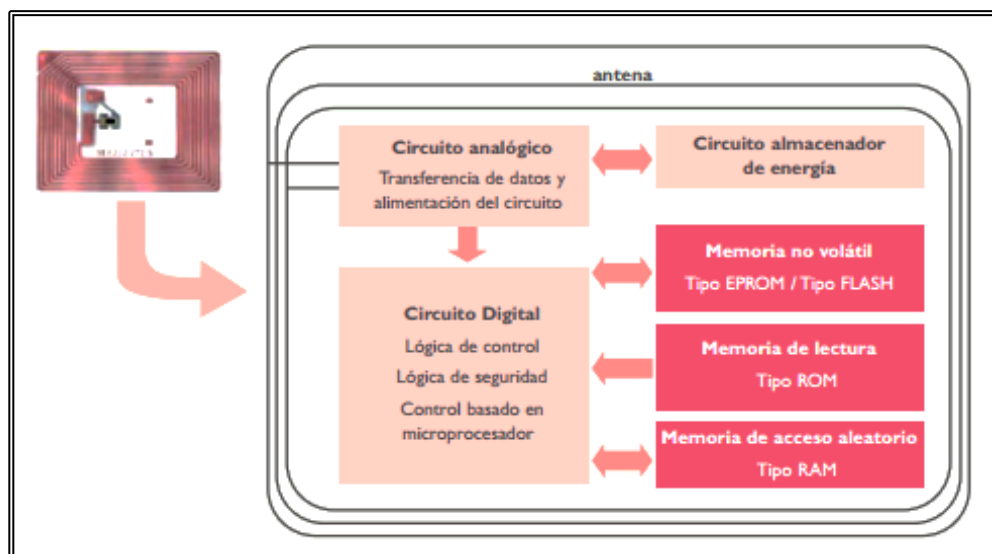 antena
Circuito analógico
Transferencia de datos y
alimentación del circuito
Circuito almacenador
de energía
Memoria no volátil
Tipo EPROM / Tipo FLASH
Circuito Digital
Lógica de control
Lógica de seguridad
Control basado en
microprocesador
Memoria de lectura
Tipo ROM
Memoria de acceso aleatorio
Tipo RAM